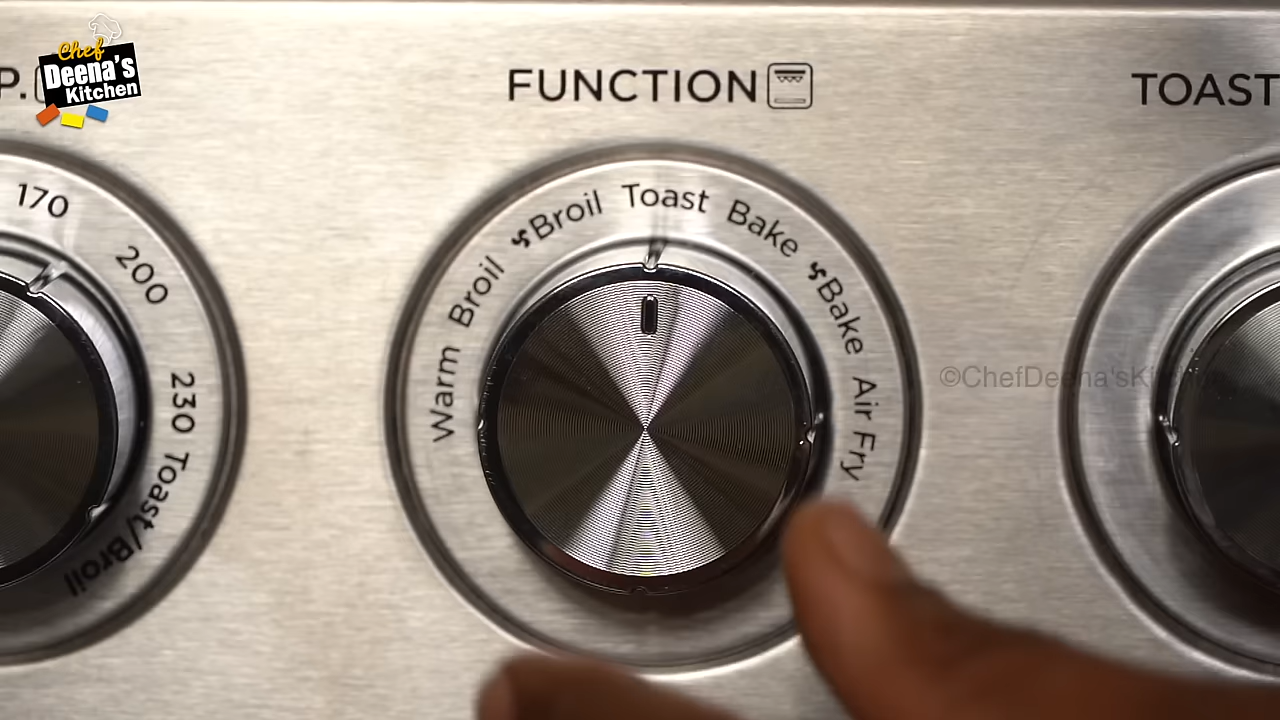 Chef
Deena's
Kitchen
P.
FUNCTION
TOAST
170
200
230
Toast/Broil
Warm
Broil
Broil
Toast
Bake
Bake
Air Fry
©ChefDeena'sKitchen